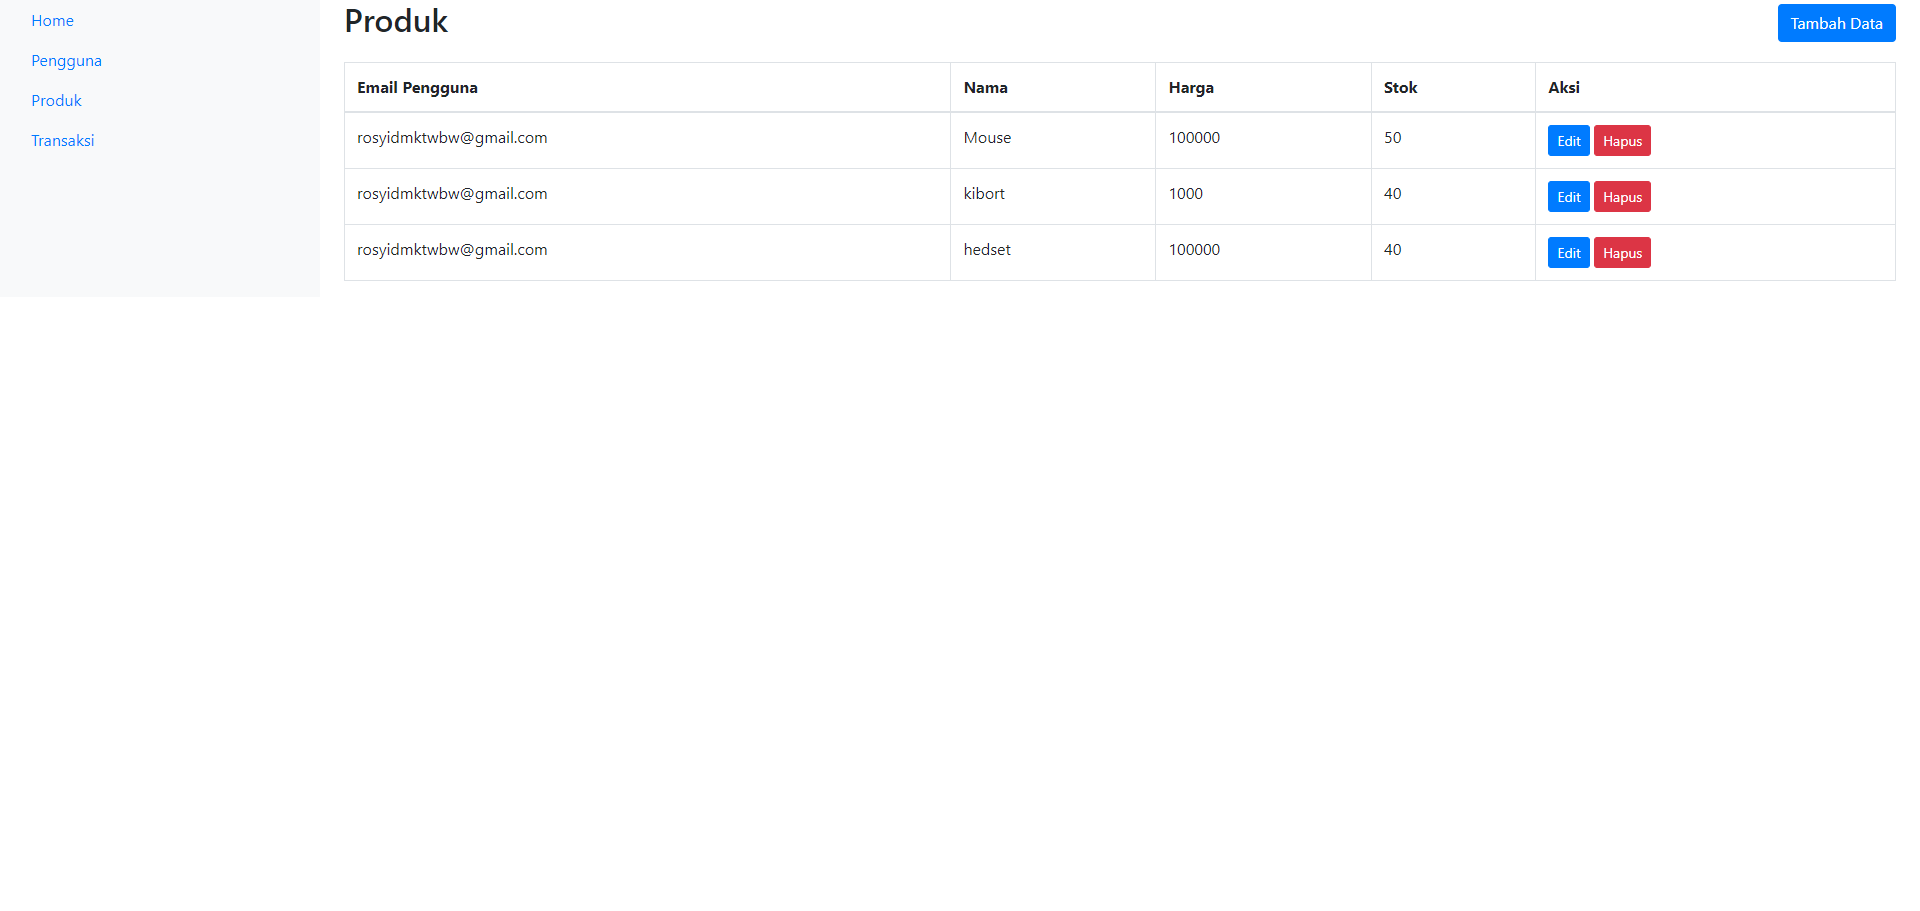 Home
Pengguna
Produk
Transaksi
Produk
Tambah Data
Email Pengguna Nama Harga Stok Aksi
rosyidmktwbw@gmail.com Mouse 100000 50 Edit Hapus
rosyidmktwbw@gmail.com kibort 1000 40 Edit Hapus
rosyidmktwbw@gmail.com hedset 100000 40 Edit Hapus